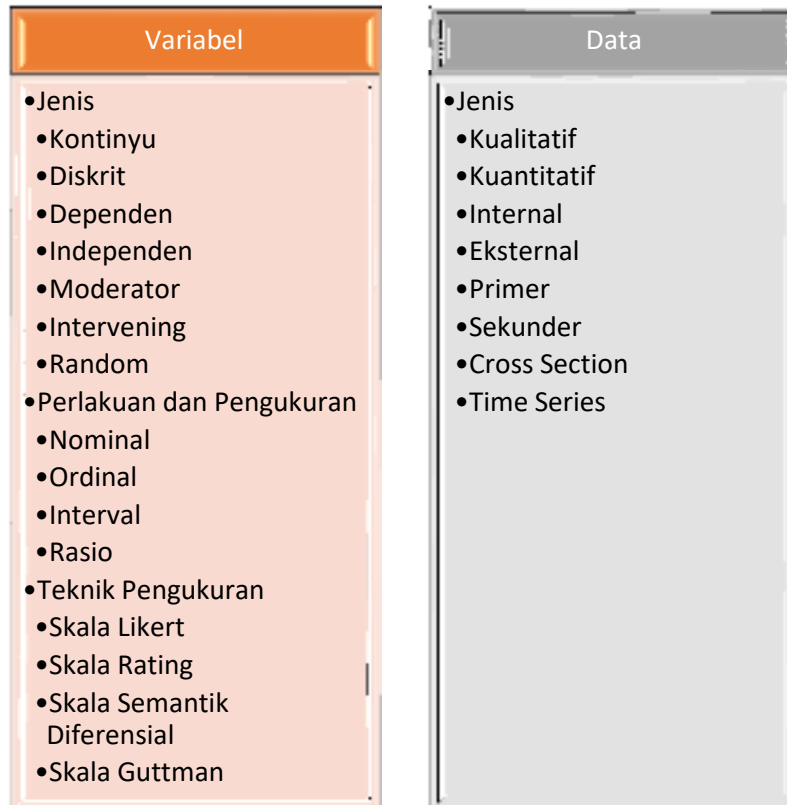 Variabel
•Jenis
•Kontinyu
•Diskrit
•Dependen
•Independen
•Moderator
•Intervening
•Random
•Perlakuan dan Pengukuran
•Nominal
•Ordinal
•Interval
•Rasio
•Teknik Pengukuran
•Skala Likert
•Skala Rating
•Skala Semantik
Diferensial
•Skala Guttman
Data
•Jenis
•Kualitatif
•Kuantitatif
•Internal
•Eksternal
•Primer
•Sekunder
•Cross Section
•Time Series